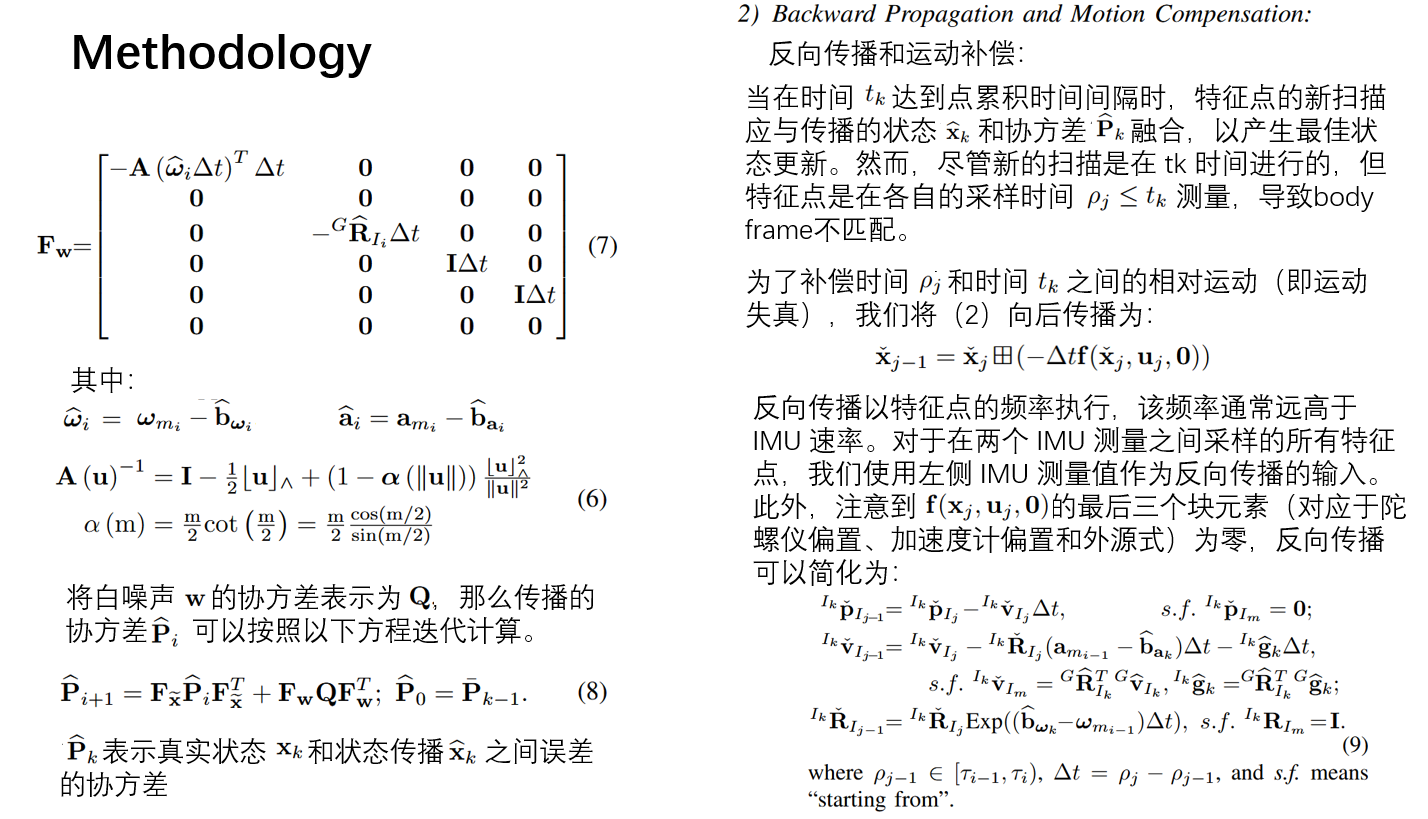 Methodology
$\mathbf{F_w} = \begin{bmatrix} -\mathbf{A}(\widehat{\boldsymbol{\omega}}_i \Delta t)^T \Delta t & \mathbf{0} & \mathbf{0} & \mathbf{0} \\ \mathbf{0} & \mathbf{0} & \mathbf{0} & \mathbf{0} \\ \mathbf{0} & -{}^G\widehat{\mathbf{R}}_{I_i} \Delta t & \mathbf{0} & \mathbf{0} \\ \mathbf{0} & \mathbf{0} & \mathbf{I}\Delta t & \mathbf{0} \\ \mathbf{0} & \mathbf{0} & \mathbf{0} & \mathbf{I}\Delta t \\ \mathbf{0} & \mathbf{0} & \mathbf{0} & \mathbf{0} \end{bmatrix}$ (7)
其中：
$\widehat{\boldsymbol{\omega}}_i = \boldsymbol{\omega}_{m_i} - \widehat{\mathbf{b}}_{\boldsymbol{\omega}_i}$ $\widehat{\mathbf{a}}_i = \mathbf{a}_{m_i} - \widehat{\mathbf{b}}_{\mathbf{a}_i}$
$\mathbf{A}(\mathbf{u})^{-1} = \mathbf{I} - \frac{1}{2}\lfloor\mathbf{u}\rfloor_\wedge + (1 - \boldsymbol{\alpha}(\|\mathbf{u}\|)) \frac{\lfloor\mathbf{u}\rfloor_\wedge^2}{\|\mathbf{u}\|^2}$ (6)
$\alpha(\mathrm{m}) = \frac{\mathrm{m}}{2}\cot\left(\frac{\mathrm{m}}{2}\right) = \frac{\mathrm{m}}{2}\frac{\cos(\mathrm{m}/2)}{\sin(\mathrm{m}/2)}$
将白噪声 $\mathbf{w}$ 的协方差表示为 $\mathbf{Q}$，那么传播的
协方差 $\widehat{\mathbf{P}}_i$ 可以按照以下方程迭代计算。
$\widehat{\mathbf{P}}_{i+1} = \mathbf{F}_{\widetilde{\mathbf{x}}}\widehat{\mathbf{P}}_i\mathbf{F}_{\widetilde{\mathbf{x}}}^T + \mathbf{F_w}\mathbf{Q}\mathbf{F}_{\mathbf{w}}^T; \ \widehat{\mathbf{P}}_0 = \bar{\mathbf{P}}_{k-1}.$ (8)
$\widehat{\mathbf{P}}_k$ 表示真实状态 $\mathbf{x}_k$ 和状态传播 $\widehat{\mathbf{x}}_k$ 之间误差
的协方差
2) Backward Propagation and Motion Compensation:
反向传播和运动补偿：
当在时间 $t_k$ 达到点累积时间间隔时，特征点的新扫描
应与传播的状态 $\widehat{\mathbf{x}}_k$ 和协方差 $\widehat{\mathbf{P}}_k$ 融合，以产生最佳状
态更新。然而，尽管新的扫描是在 tk 时间进行的，但
特征点是在各自的采样时间 $\rho_j \leq t_k$ 测量，导致body
frame不匹配。
为了补偿时间 $\rho_j$ 和时间 $t_k$ 之间的相对运动（即运动
失真），我们将（2）向后传播为：
$\check{\mathbf{x}}_{j-1} = \check{\mathbf{x}}_j \boxplus (-\Delta t \mathbf{f}(\check{\mathbf{x}}_j, \mathbf{u}_j, \mathbf{0}))$
反向传播以特征点的频率执行，该频率通常远高于
IMU 速率。对于在两个 IMU 测量之间采样的所有特征
点，我们使用左侧 IMU 测量值作为反向传播的输入。
此外，注意到 $\mathbf{f}(\mathbf{x}_j, \mathbf{u}_j, \mathbf{0})$的最后三个块元素（对应于陀
螺仪偏置、加速度计偏置和外源式）为零，反向传播
可以简化为：
${}^{I_k}\check{\mathbf{p}}_{I_{j-1}} = {}^{I_k}\check{\mathbf{p}}_{I_j} - {}^{I_k}\check{\mathbf{v}}_{I_j}\Delta t,$ s.f. ${}^{I_k}\check{\mathbf{p}}_{I_m} = \mathbf{0};$
${}^{I_k}\check{\mathbf{v}}_{I_{j-1}} = {}^{I_k}\check{\mathbf{v}}_{I_j} - {}^{I_k}\check{\mathbf{R}}_{I_j}(\mathbf{a}_{m_{i-1}} - \widehat{\mathbf{b}}_{\mathbf{a}_k})\Delta t - {}^{I_k}\widehat{\mathbf{g}}_k\Delta t,$
s.f. ${}^{I_k}\check{\mathbf{v}}_{I_m} = {}^G\widehat{\mathbf{R}}_{I_k}^T {}^G\widehat{\mathbf{v}}_{I_k}, {}^{I_k}\widehat{\mathbf{g}}_k = {}^G\widehat{\mathbf{R}}_{I_k}^T {}^G\widehat{\mathbf{g}}_k;$
${}^{I_k}\check{\mathbf{R}}_{I_{j-1}} = {}^{I_k}\check{\mathbf{R}}_{I_j}\mathrm{Exp}((\widehat{\mathbf{b}}_{\boldsymbol{\omega}_k} - \boldsymbol{\omega}_{m_{i-1}})\Delta t),$ s.f. ${}^{I_k}\mathbf{R}_{I_m} = \mathbf{I}.$
(9)
where $\rho_{j-1} \in [\tau_{i-1}, \tau_i)$, $\Delta t = \rho_j - \rho_{j-1}$, and s.f. means
“starting from”.